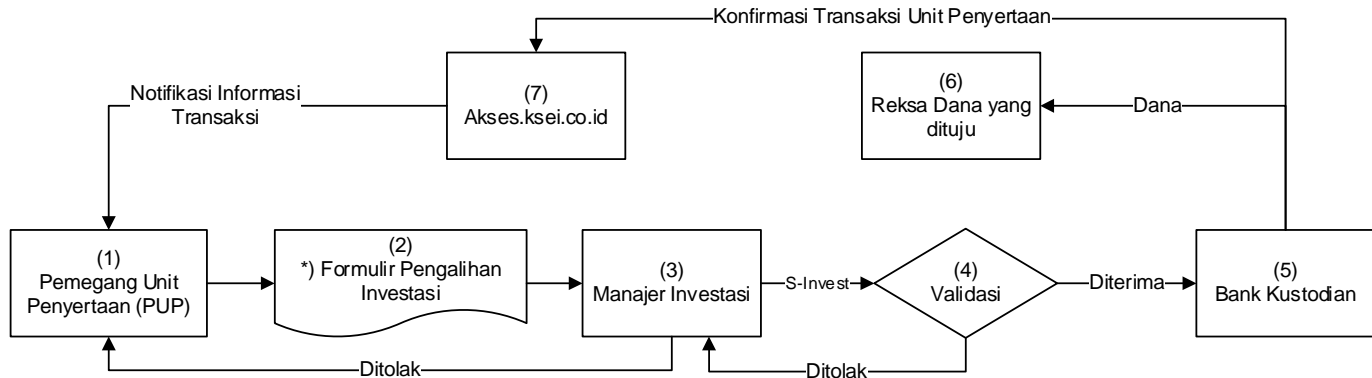 Konfirmasi Transaksi Unit Penyertaan
(6)
Reksa Dana yang
dituju
Dana
(7)
Akses.ksei.co.id
Notifikasi Informasi
Transaksi
(1)
Pemegang Unit
Penyertaan (PUP)
(2)
*) Formulir Pengalihan
Investasi
(3)
Manajer Investasi
S-Invest
(4)
Validasi
Diterima
(5)
Bank Kustodian
Ditolak
Ditolak